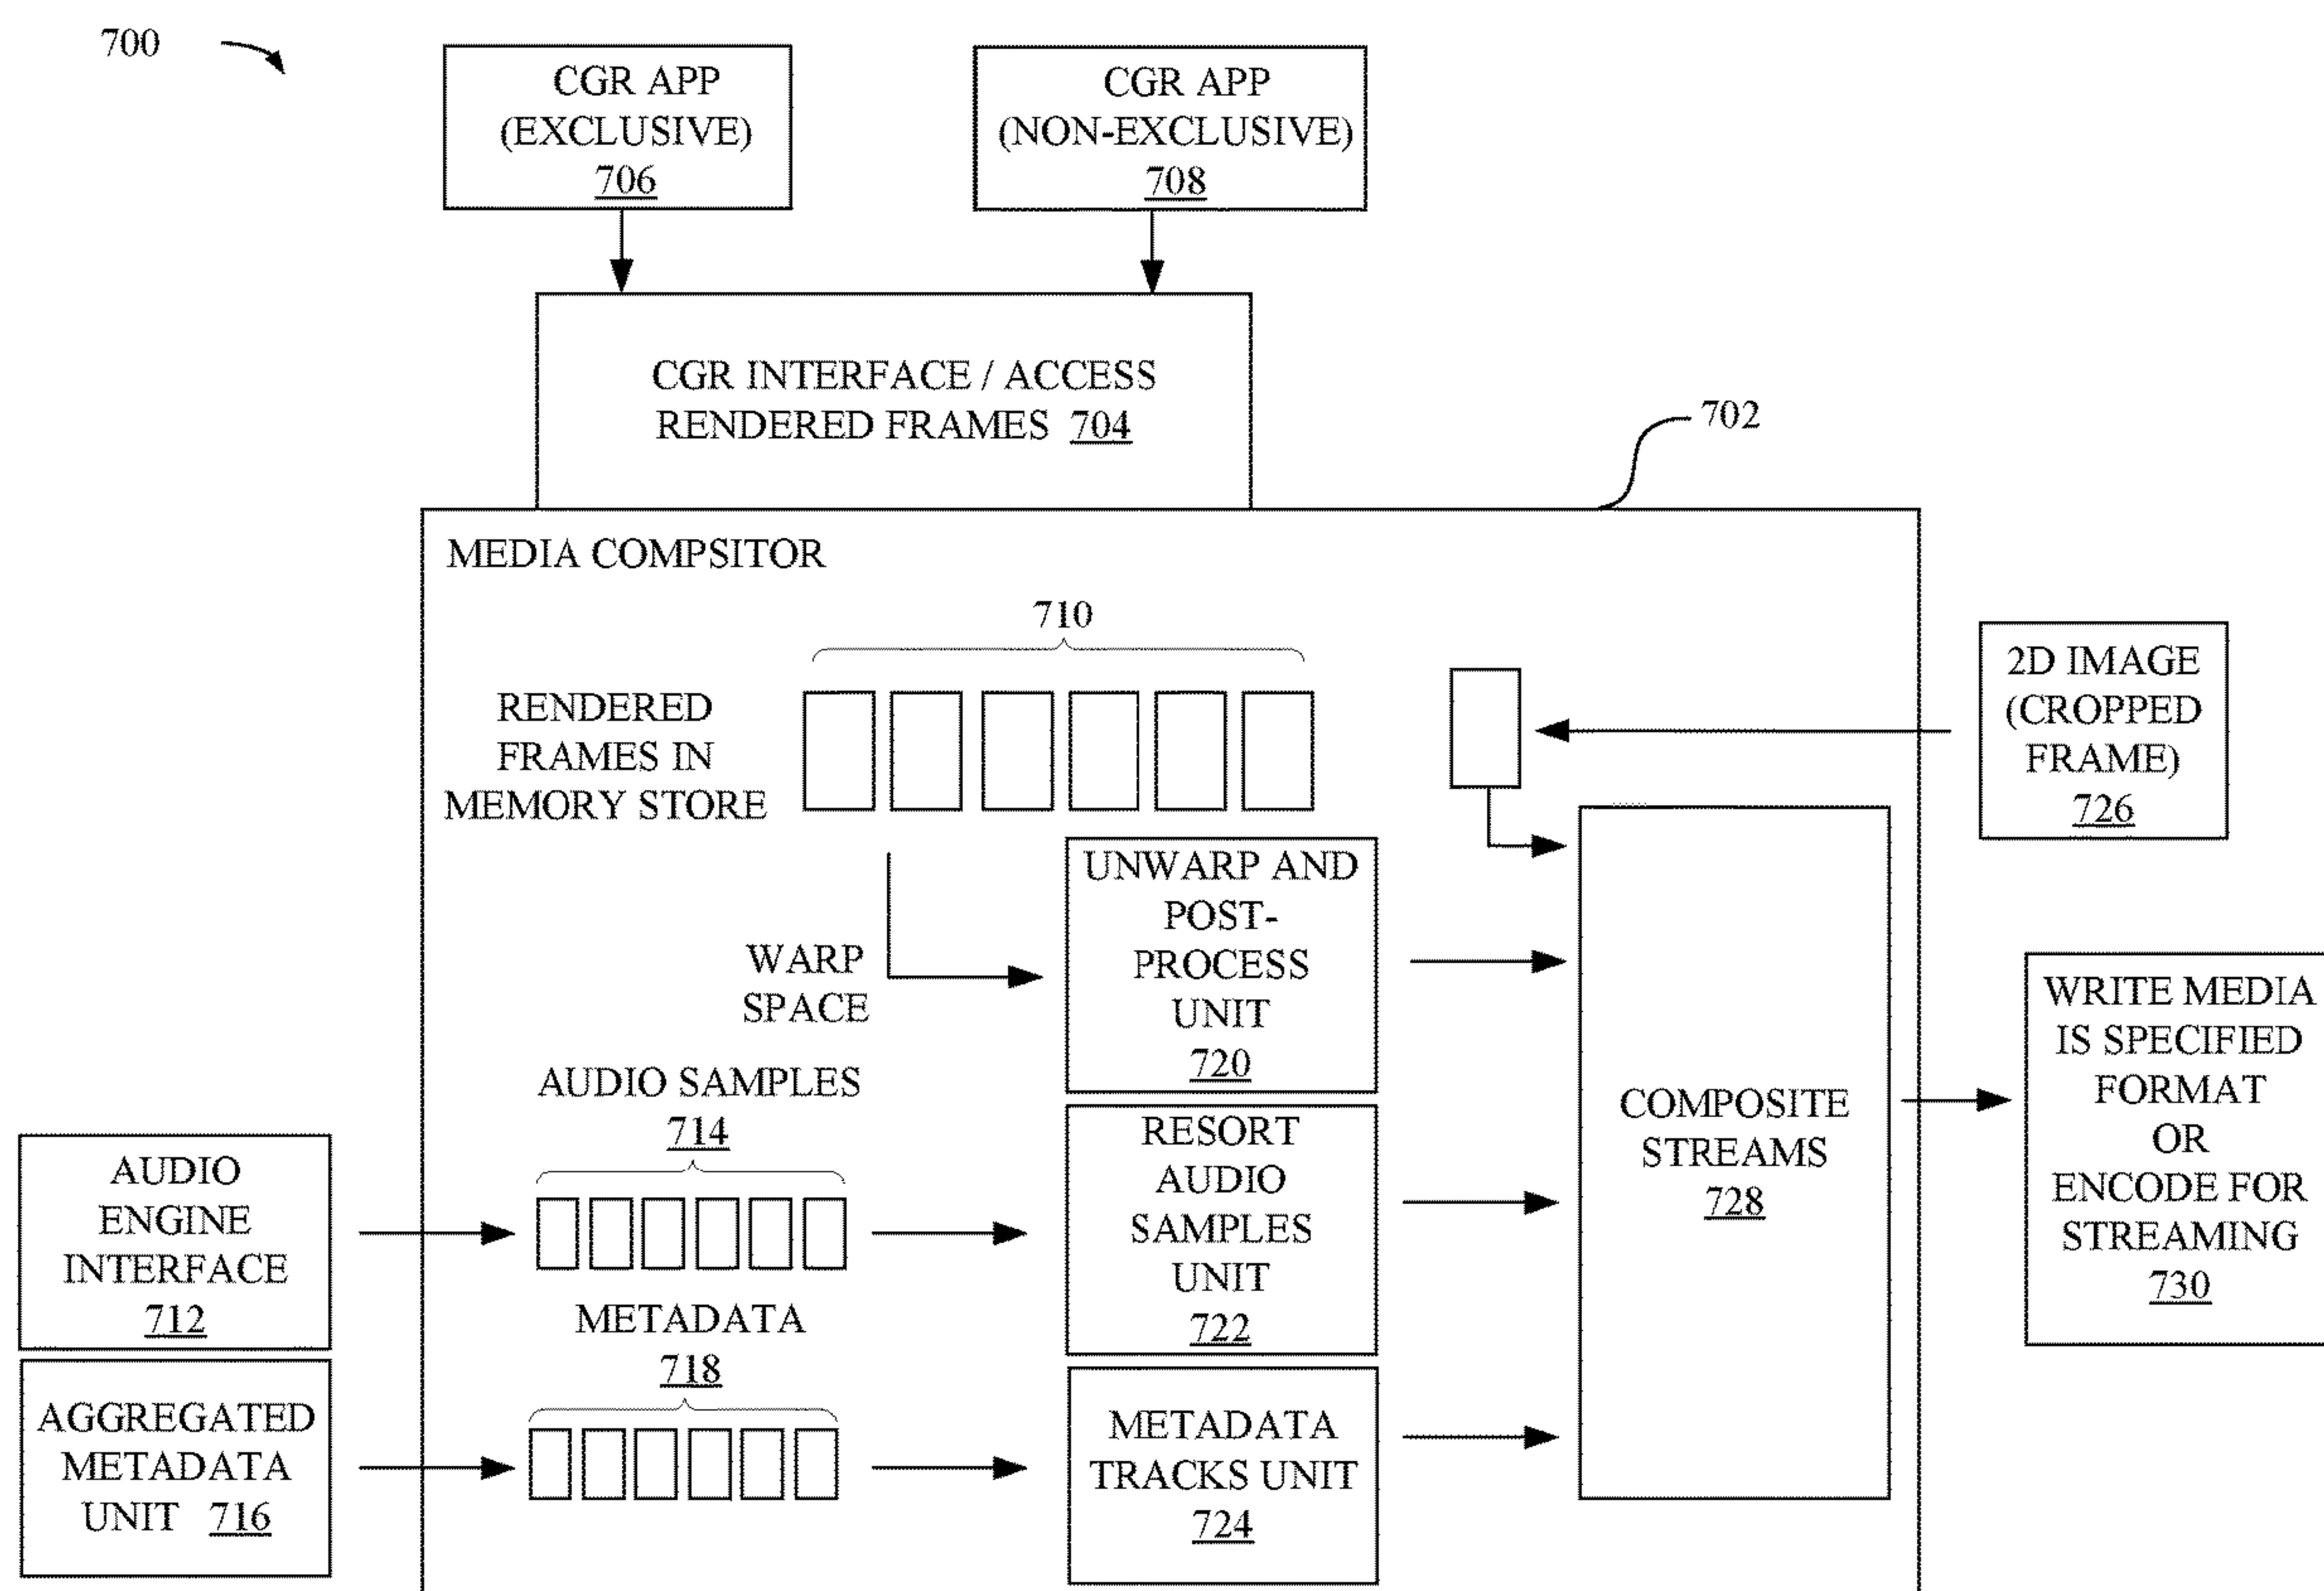 700
CGR APP
(EXCLUSIVE)
706
CGR APP
(NON-EXCLUSIVE)
708
CGR INTERFACE / ACCESS
RENDERED FRAMES 704
702
MEDIA COMPSITOR
710
RENDERED
FRAMES IN
MEMORY STORE
2D IMAGE
(CROPPED
FRAME)
726
WARP
SPACE
UNWARP AND
POST-
PROCESS
UNIT
720
AUDIO SAMPLES
714
AUDIO
ENGINE
INTERFACE
712
RESORT
AUDIO
SAMPLES
UNIT
722
COMPOSITE
STREAMS
728
WRITE MEDIA
IS SPECIFIED
FORMAT
OR
ENCODE FOR
STREAMING
730
METADATA
718
AGGREGATED
METADATA
UNIT 716
METADATA
TRACKS UNIT
724